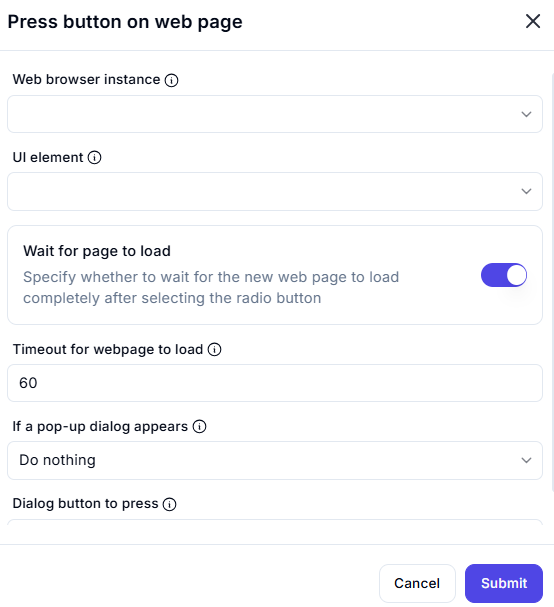 Press button on web page
Web browser instance
UI element
Wait for page to load
Specify whether to wait for the new web page to load
completely after selecting the radio button
Timeout for webpage to load
60
If a pop-up dialog appears
Do nothing
Dialog button to press
Cancel
Submit